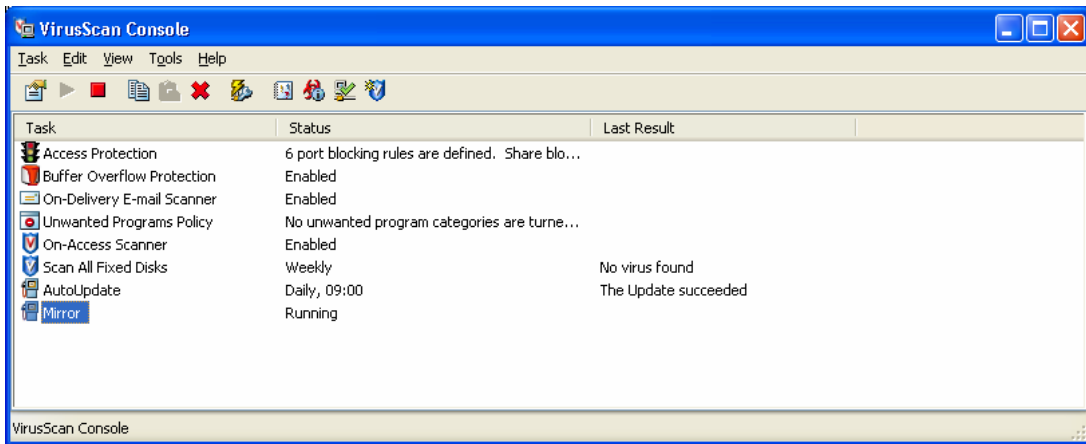 VirusScan Console
Task Edit View Tools Help
Task Status Last Result
Access Protection 6 port blocking rules are defined. Share blo...
Buffer Overflow Protection Enabled
On-Delivery E-mail Scanner Enabled
Unwanted Programs Policy No unwanted program categories are turne...
On-Access Scanner Enabled
Scan All Fixed Disks Weekly No virus found
AutoUpdate Daily, 09:00 The Update succeeded
Mirror Running
VirusScan Console